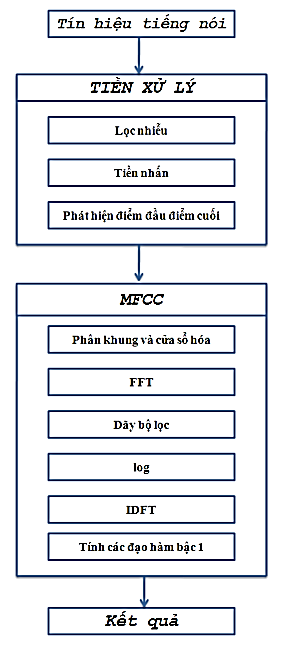 Tín hiệu tiếng nói
TIỀN XỬ LÝ
Lọc nhiễu
Tiền nhấn
Phát hiện điểm đầu điểm cuối
MFCC
Phân khung và cửa sổ hóa
FFT
Dãy bộ lọc
log
IDFT
Tính các đạo hàm bậc 1
Kết quả